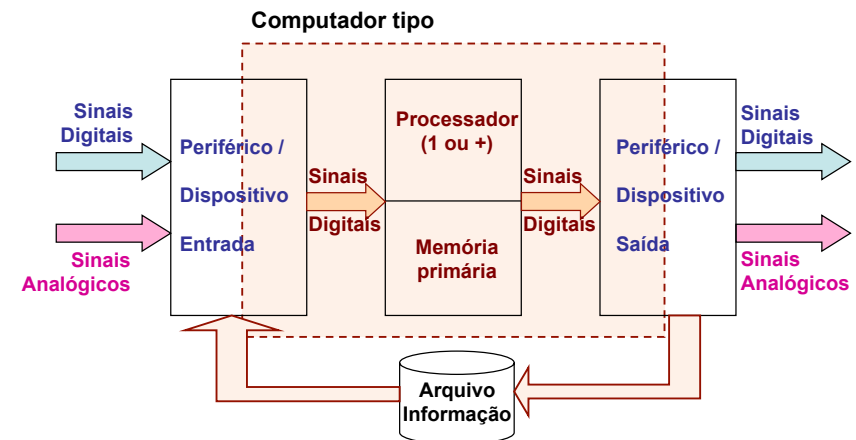 Computador tipo
Sinais
Digitais
Sinais
Analógicos
Periférico /
Dispositivo
Entrada
Sinais
Digitais
Processador
(1 ou +)
Memória
primária
Sinais
Digitais
Periférico /
Dispositivo
Saída
Sinais
Digitais
Sinais
Analógicos
Arquivo
Informação